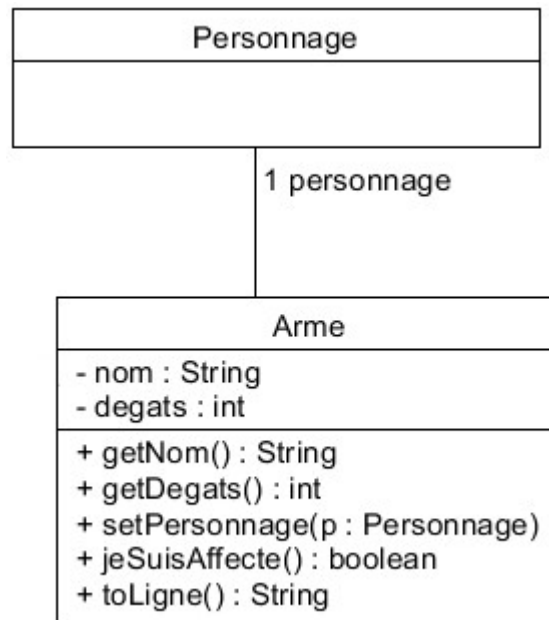 Personnage
1 personnage
Arme
- nom : String
- degats : int
+ getNom() : String
+ getDegats() : int
+ setPersonnage(p : Personnage)
+ jeSuisAffecte() : boolean
+ toLigne() : String